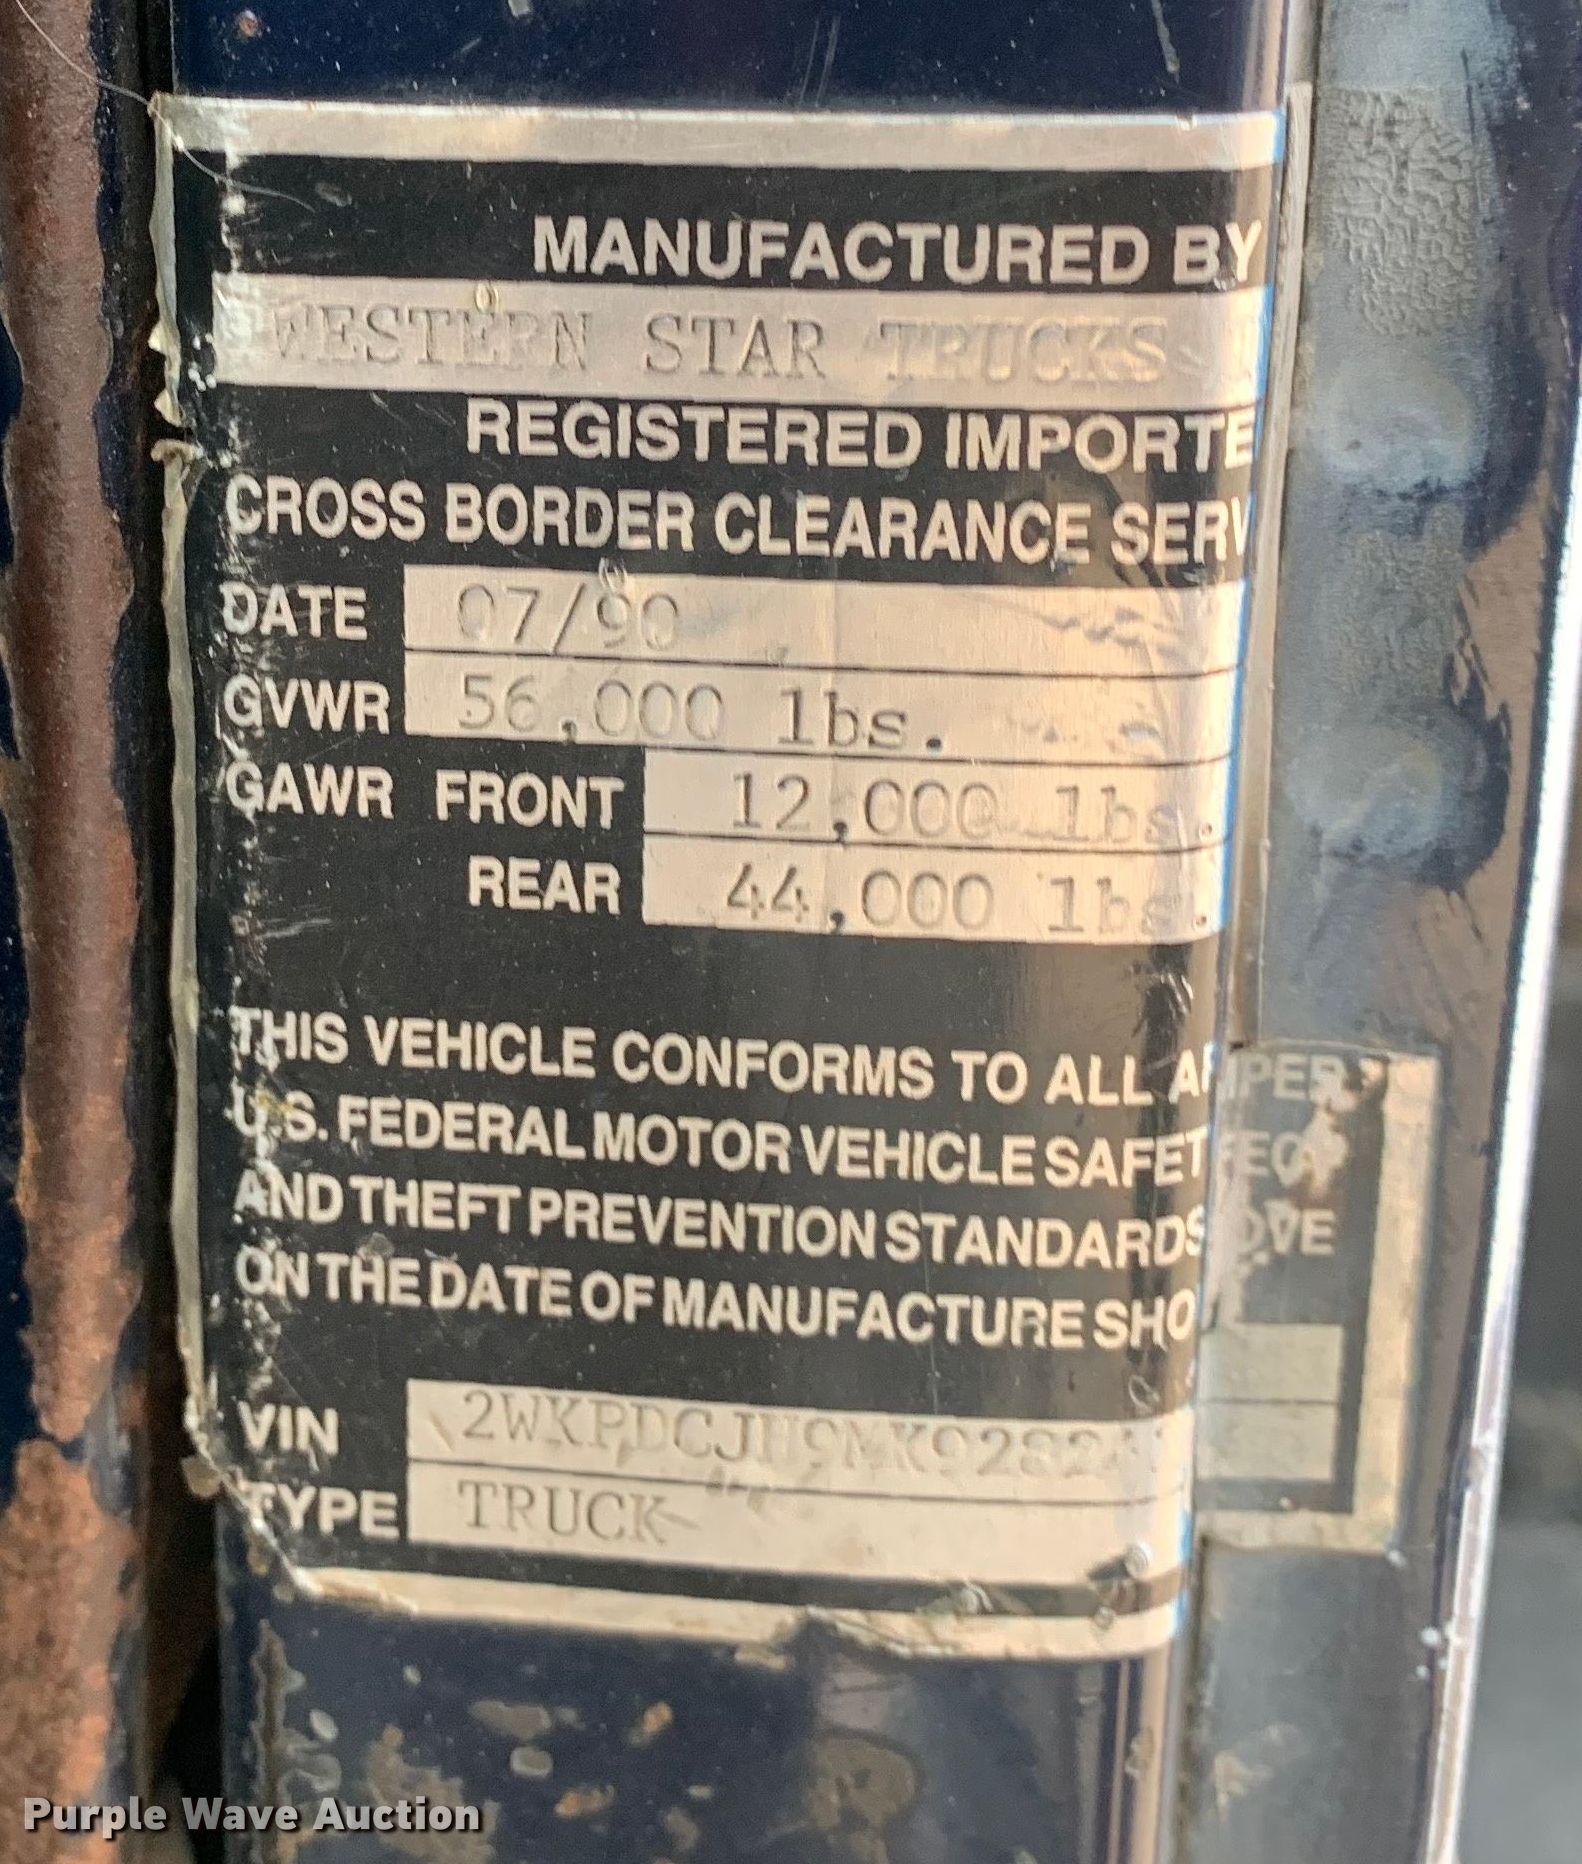 MANUFACTURED BY
WESTERN STAR TRUCKS
REGISTERED IMPORTE
CROSS BORDER CLEARANCE SERV
DATE 07/90
GVWR 56,000 lbs.
GAWR FRONT 12,000 lbs.
REAR 44,000 lbs.
THIS VEHICLE CONFORMS TO ALL A
U.S. FEDERAL MOTOR VEHICLE SAFET
AND THEFT PREVENTION STANDARDS
ON THE DATE OF MANUFACTURE SHO
VIN
TYPE TRUCK
Purple Wave Auction